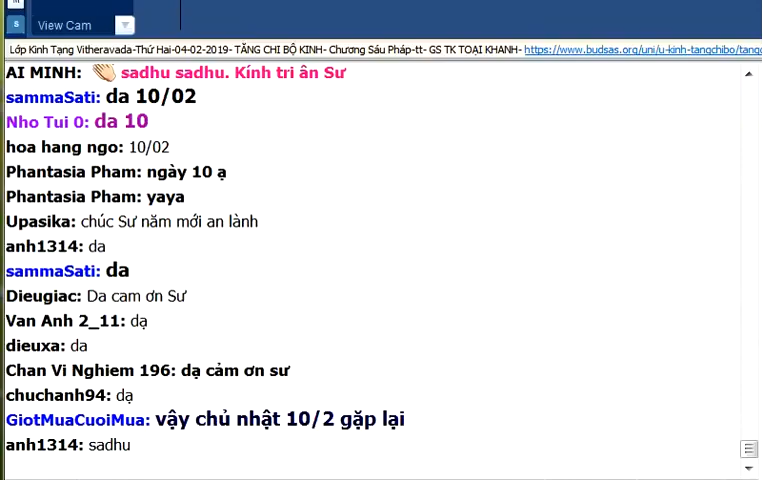 s View Cam
Lớp Kinh Tạng Vitheravada-Thứ Hai-04-02-2019- TĂNG CHI BỘ KINH- Chương Sáu Pháp-tt- GS TK TOẠI KHANH- https://www.budsas.org/uni/u-kinh-tangchibo/tang
AI MINH: sadhu sadhu. Kính tri ân Sư
sammaSati: da 10/02
Nho Tui 0: da 10
hoa hang ngo: 10/02
Phantasia Pham: ngày 10 ạ
Phantasia Pham: yaya
Upasika: chúc Sư năm mới an lành
anh1314: da
sammaSati: da
Dieugiac: Da cam ơn Sư
Van Anh 2_11: dạ
dieuxa: da
Chan Vi Nghiem 196: dạ cảm ơn sư
chuchanh94: dạ
GiotMuaCuoiMua: vậy chủ nhật 10/2 gặp lại
anh1314: sadhu